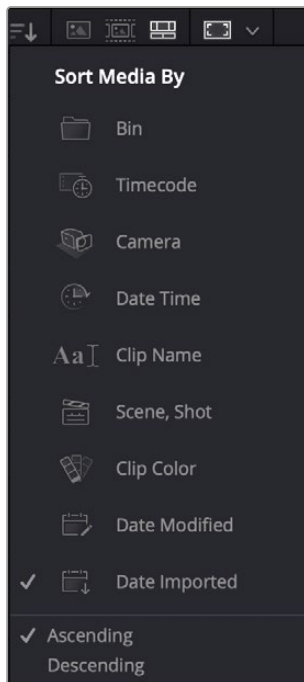 Sort Media By
Bin
Timecode
Camera
Date Time
Aa Clip Name
Scene, Shot
Clip Color
Date Modified
Date Imported
Ascending
Descending